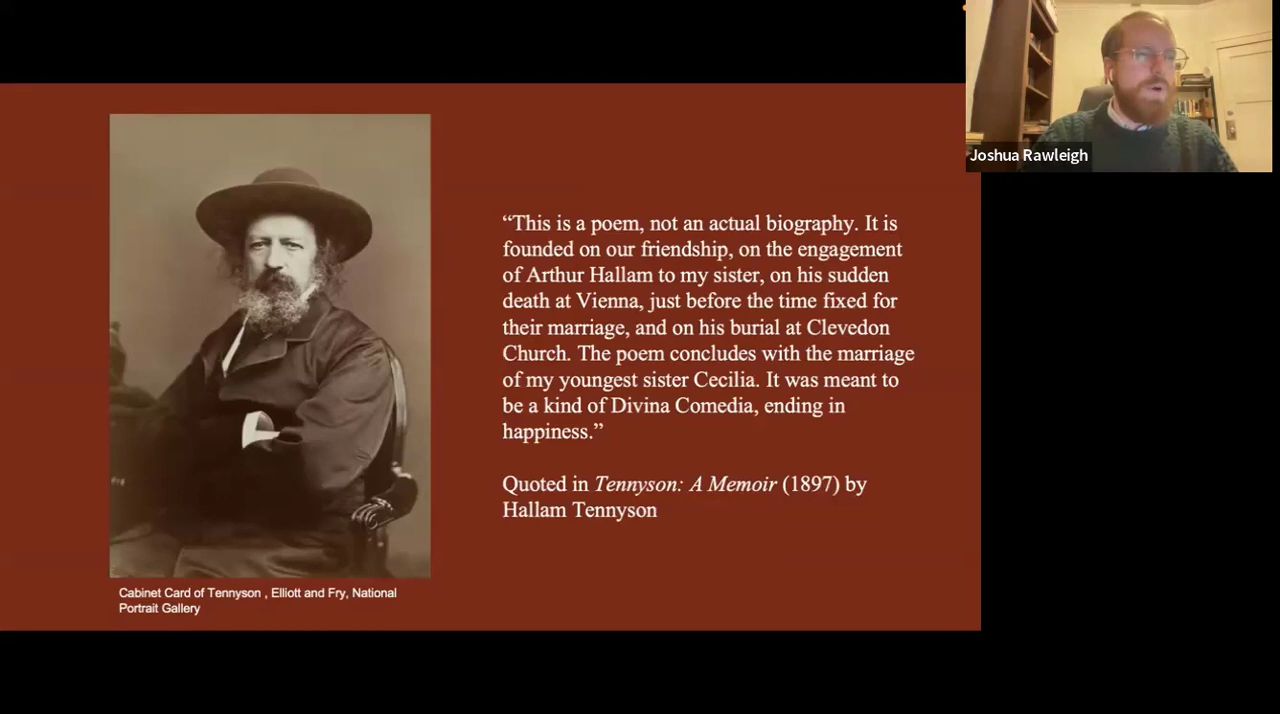 Joshua Rawleigh
“This is a poem, not an actual biography. It is
founded on our friendship, on the engagement
of Arthur Hallam to my sister, on his sudden
death at Vienna, just before the time fixed for
their marriage, and on his burial at Clevedon
Church. The poem concludes with the marriage
of my youngest sister Cecilia. It was meant to
be a kind of Divina Comedia, ending in
happiness.”
Quoted in Tennyson: A Memoir (1897) by
Hallam Tennyson
Cabinet Card of Tennyson , Elliott and Fry, National
Portrait Gallery